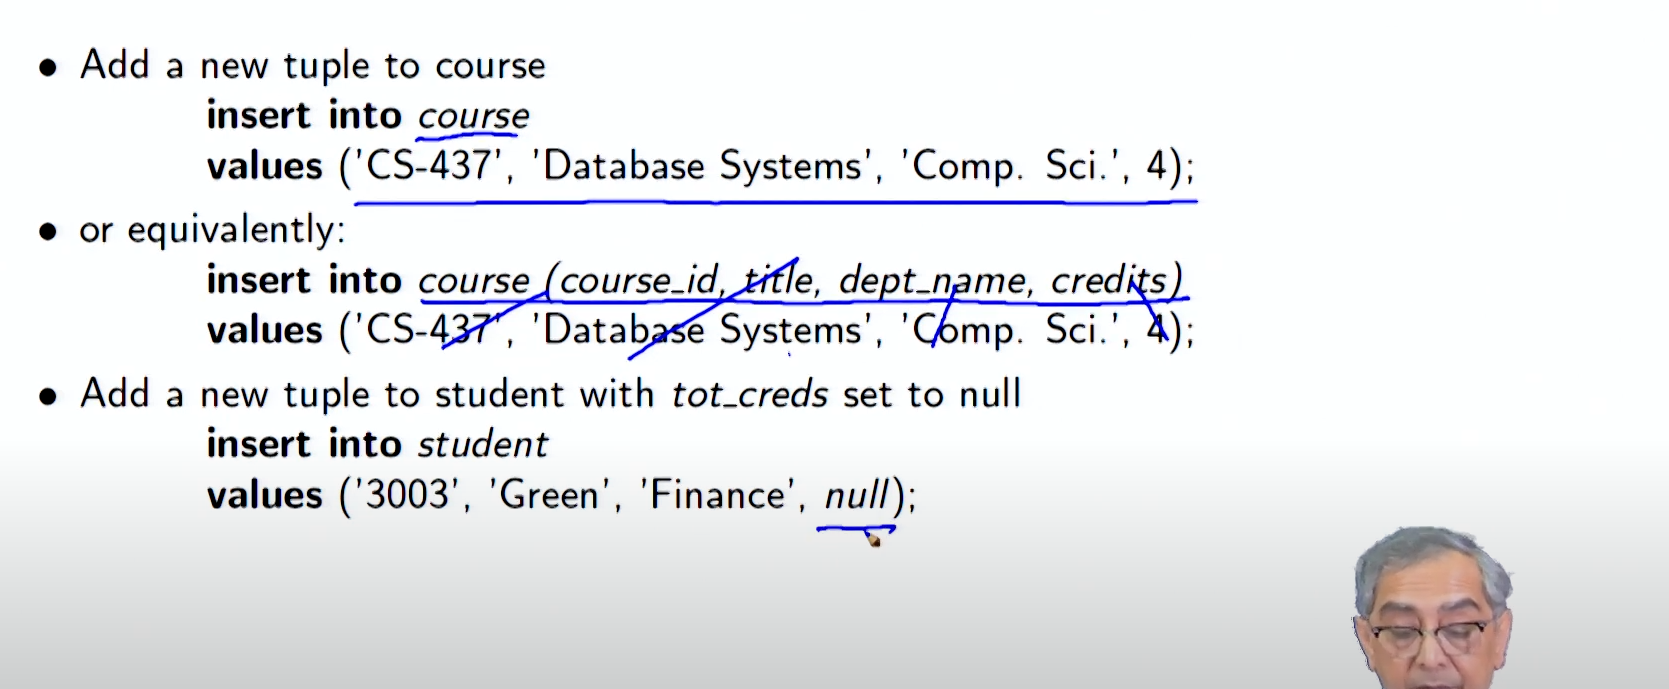 • Add a new tuple to course
insert into course
values ('CS-437', 'Database Systems', 'Comp. Sci.', 4);
• or equivalently:
insert into course (course_id, title, dept_name, credits)
values ('CS-437', 'Database Systems', 'Comp. Sci.', 4);
• Add a new tuple to student with tot_creds set to null
insert into student
values ('3003', 'Green', 'Finance', null);